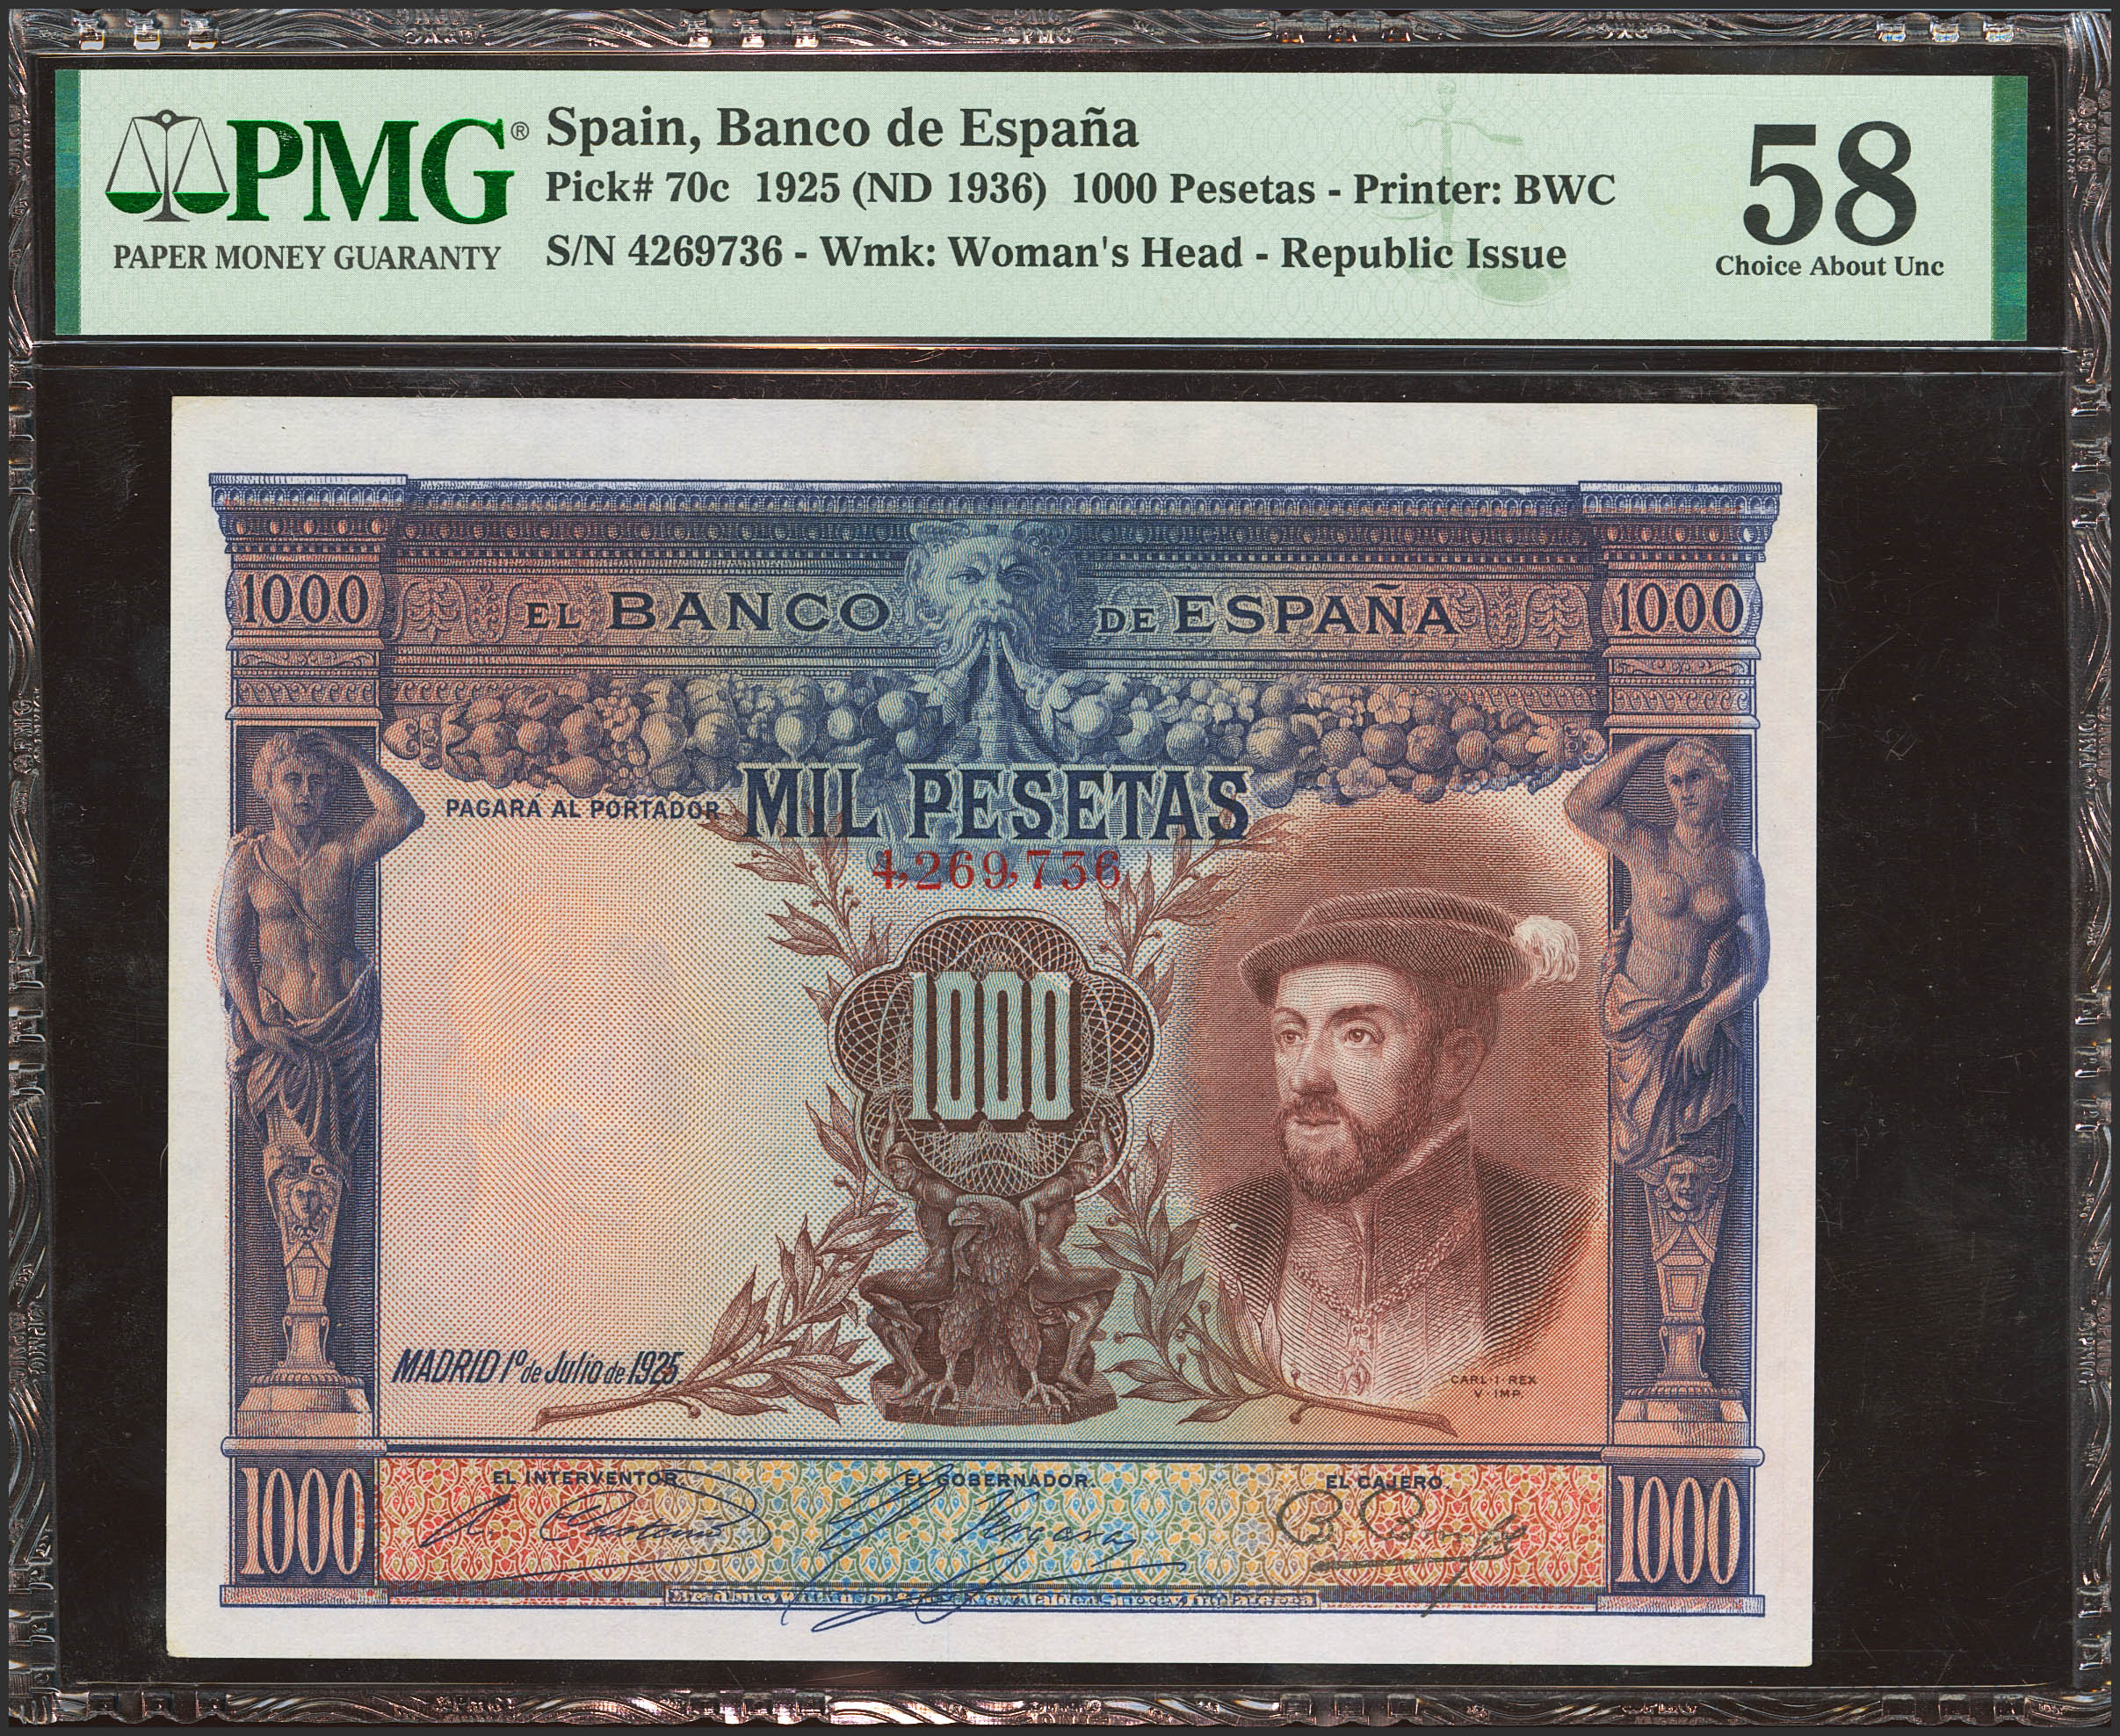 PMG®
PAPER MONEY GUARANTY
Spain, Banco de España
Pick# 70c 1925 (ND 1936) 1000 Pesetas - Printer: BWC
S/N 4269736 - Wmk: Woman's Head - Republic Issue
58
Choice About Unc
1000 EL BANCO DE ESPAÑA 1000
PAGARA AL PORTADOR MIL PESETAS
4,269,736
1000
MADRID 1º de Julio de 1925
CARL·I·REX
V·IMP.
1000 EL INTERVENTOR. EL GOBERNADOR. EL CAJERO. 1000